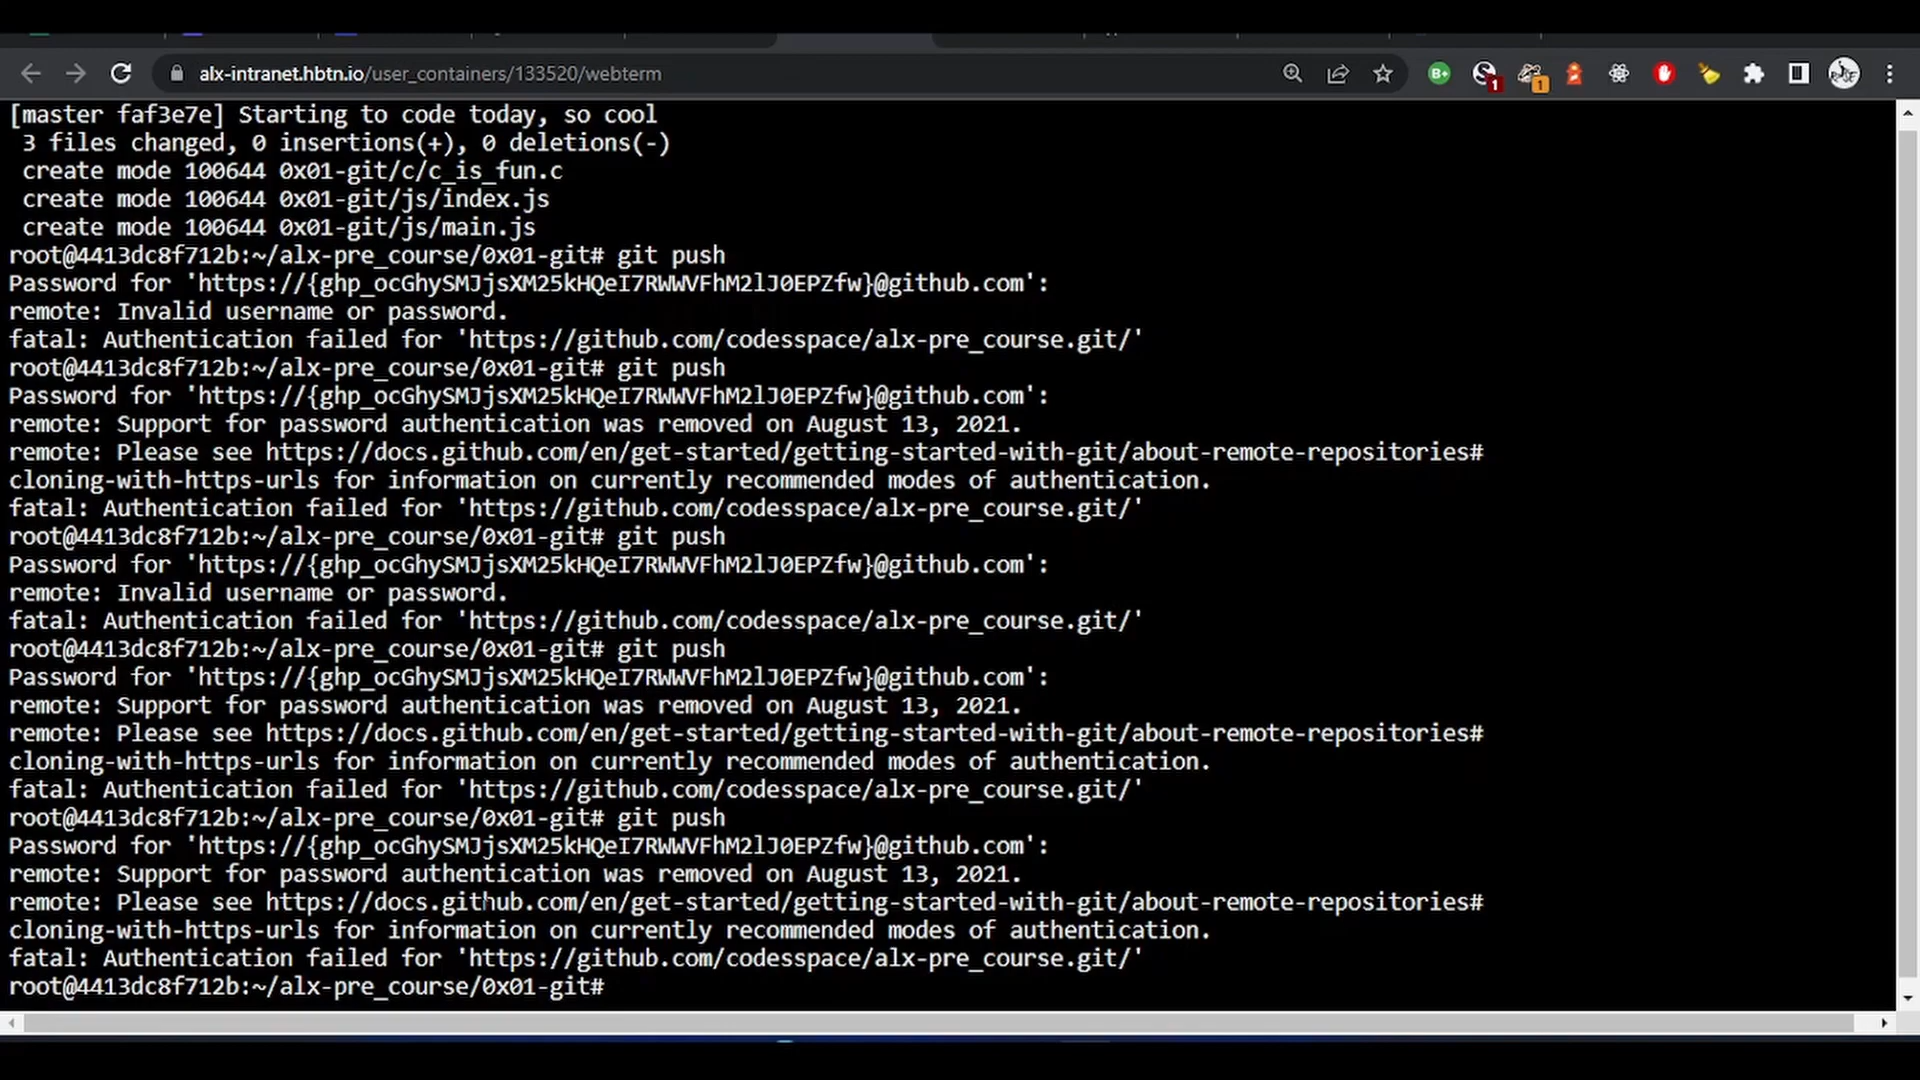 alx-intranet.hbtn.io/user_containers/133520/webterm
B+
1
1
[master faf3e7e] Starting to code today, so cool
3 files changed, 0 insertions(+), 0 deletions(-)
create mode 100644 0x01-git/c/c_is_fun.c
create mode 100644 0x01-git/js/index.js
create mode 100644 0x01-git/js/main.js
root@4413dc8f712b:~/alx-pre_course/0x01-git# git push
Password for 'https://{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}@github.com':
remote: Invalid username or password.
fatal: Authentication failed for 'https://github.com/codesspace/alx-pre_course.git/'
root@4413dc8f712b:~/alx-pre_course/0x01-git# git push
Password for 'https://{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}@github.com':
remote: Support for password authentication was removed on August 13, 2021.
remote: Please see https://docs.github.com/en/get-started/getting-started-with-git/about-remote-repositories#
cloning-with-https-urls for information on currently recommended modes of authentication.
fatal: Authentication failed for 'https://github.com/codesspace/alx-pre_course.git/'
root@4413dc8f712b:~/alx-pre_course/0x01-git# git push
Password for 'https://{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}@github.com':
remote: Invalid username or password.
fatal: Authentication failed for 'https://github.com/codesspace/alx-pre_course.git/'
root@4413dc8f712b:~/alx-pre_course/0x01-git# git push
Password for 'https://{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}@github.com':
remote: Support for password authentication was removed on August 13, 2021.
remote: Please see https://docs.github.com/en/get-started/getting-started-with-git/about-remote-repositories#
cloning-with-https-urls for information on currently recommended modes of authentication.
fatal: Authentication failed for 'https://github.com/codesspace/alx-pre_course.git/'
root@4413dc8f712b:~/alx-pre_course/0x01-git# git push
Password for 'https://{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}@github.com':
remote: Support for password authentication was removed on August 13, 2021.
remote: Please see https://docs.github.com/en/get-started/getting-started-with-git/about-remote-repositories#
cloning-with-https-urls for information on currently recommended modes of authentication.
fatal: Authentication failed for 'https://github.com/codesspace/alx-pre_course.git/'
root@4413dc8f712b:~/alx-pre_course/0x01-git#